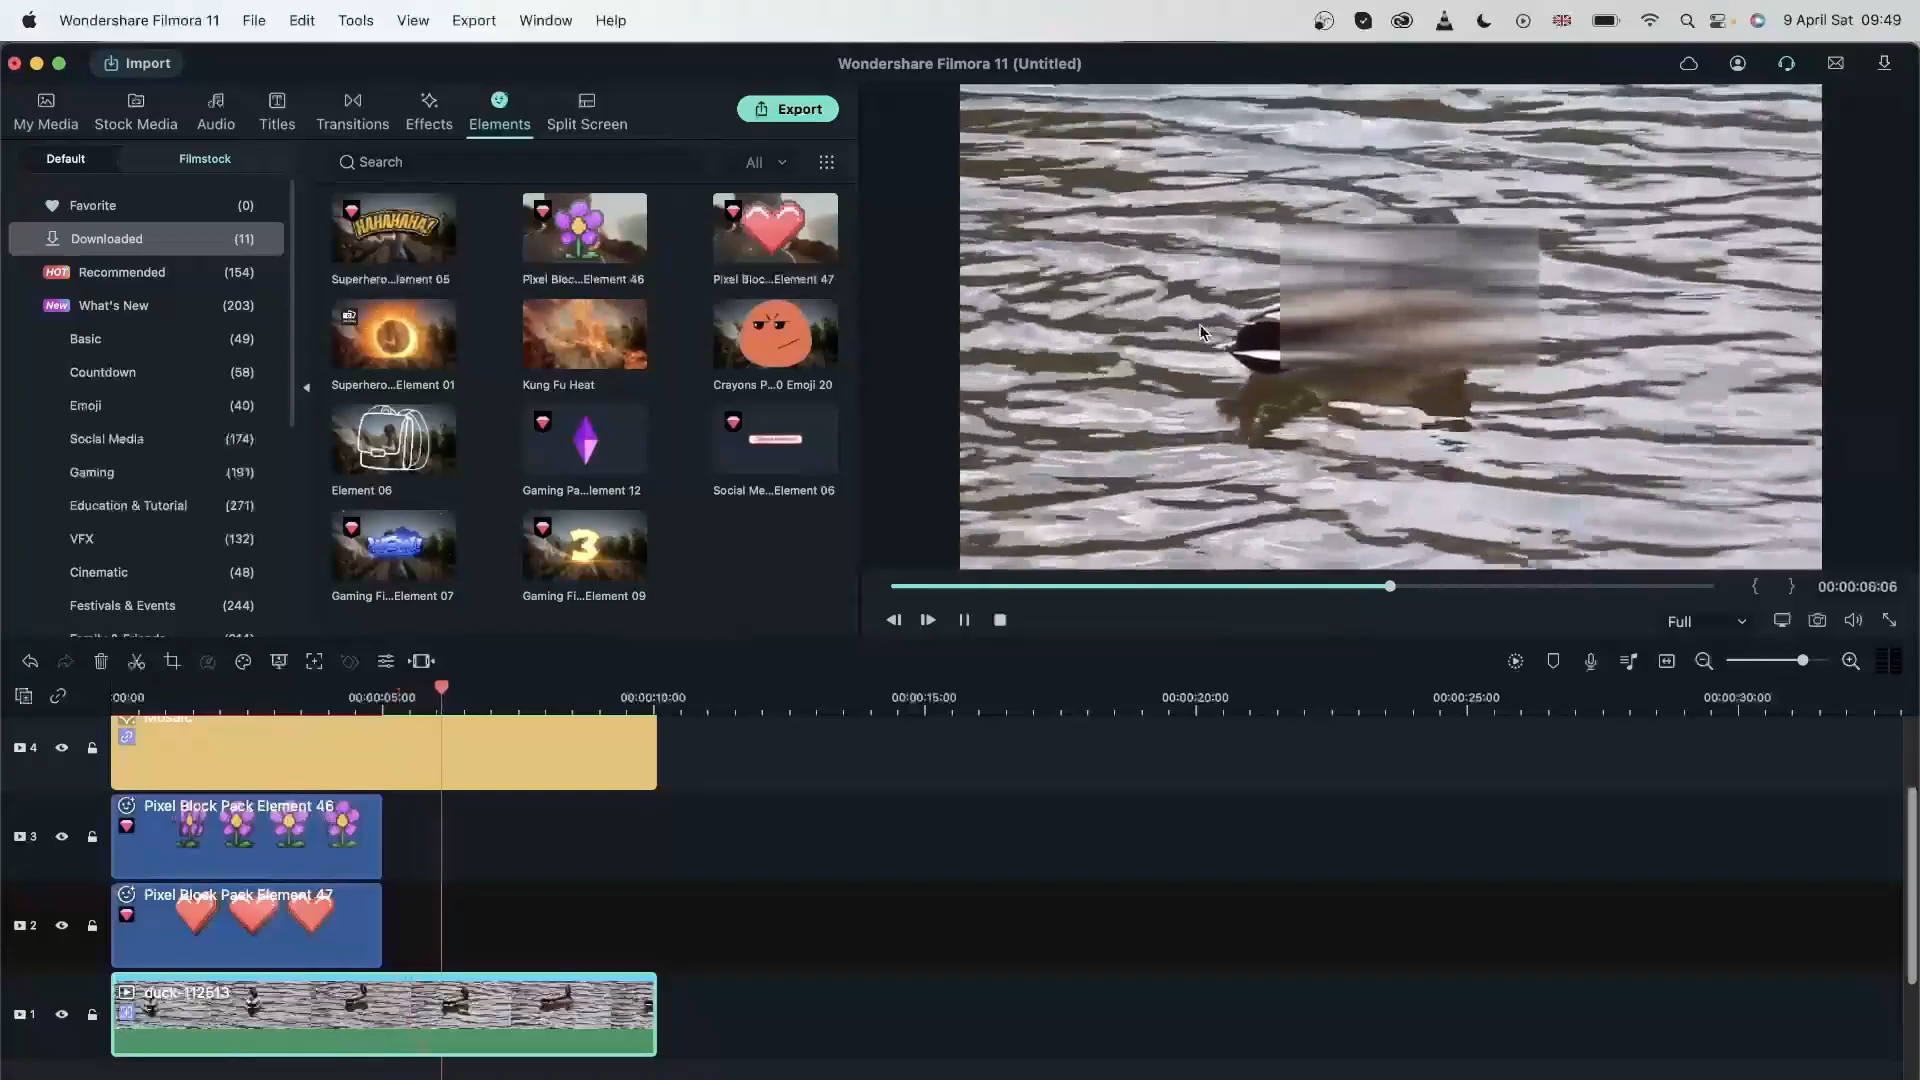 Wondershare Filmora 11 File Edit Tools View Export Window Help 9 April Sat 09:49
Import Wondershare Filmora 11 (Untitled)
My Media Stock Media Audio Titles Transitions Effects Elements Split Screen Export
Default Filmstock Search All
Favorite (0)
Downloaded (11)
HOT Recommended (154)
New What's New (203)
Basic (49)
Countdown (58)
Emoji (40)
Social Media (174)
Gaming (191)
Education & Tutorial (271)
VFX (132)
Cinematic (48)
Festivals & Events (244)
HAHAHAHA!
Superhero...lement 05 Pixel Bloc...Element 46 Pixel Bloc...Element 47
Superhero...Element 01 Kung Fu Heat Crayons P...0 Emoji 20
Element 06 Gaming Pa...lement 12 Social Me...Element 06
3
Gaming Fi...Element 07 Gaming Fi...Element 09
{ } 00:00:06:06
Full
:00:00 00:00:05:00 00:00:10:00 00:00:15:00 00:00:20:00 00:00:25:00 00:00:30:00
Mosaic
4
Pixel Block Pack Element 46
3
Pixel Block Pack Element 47
2
duck-112613
1